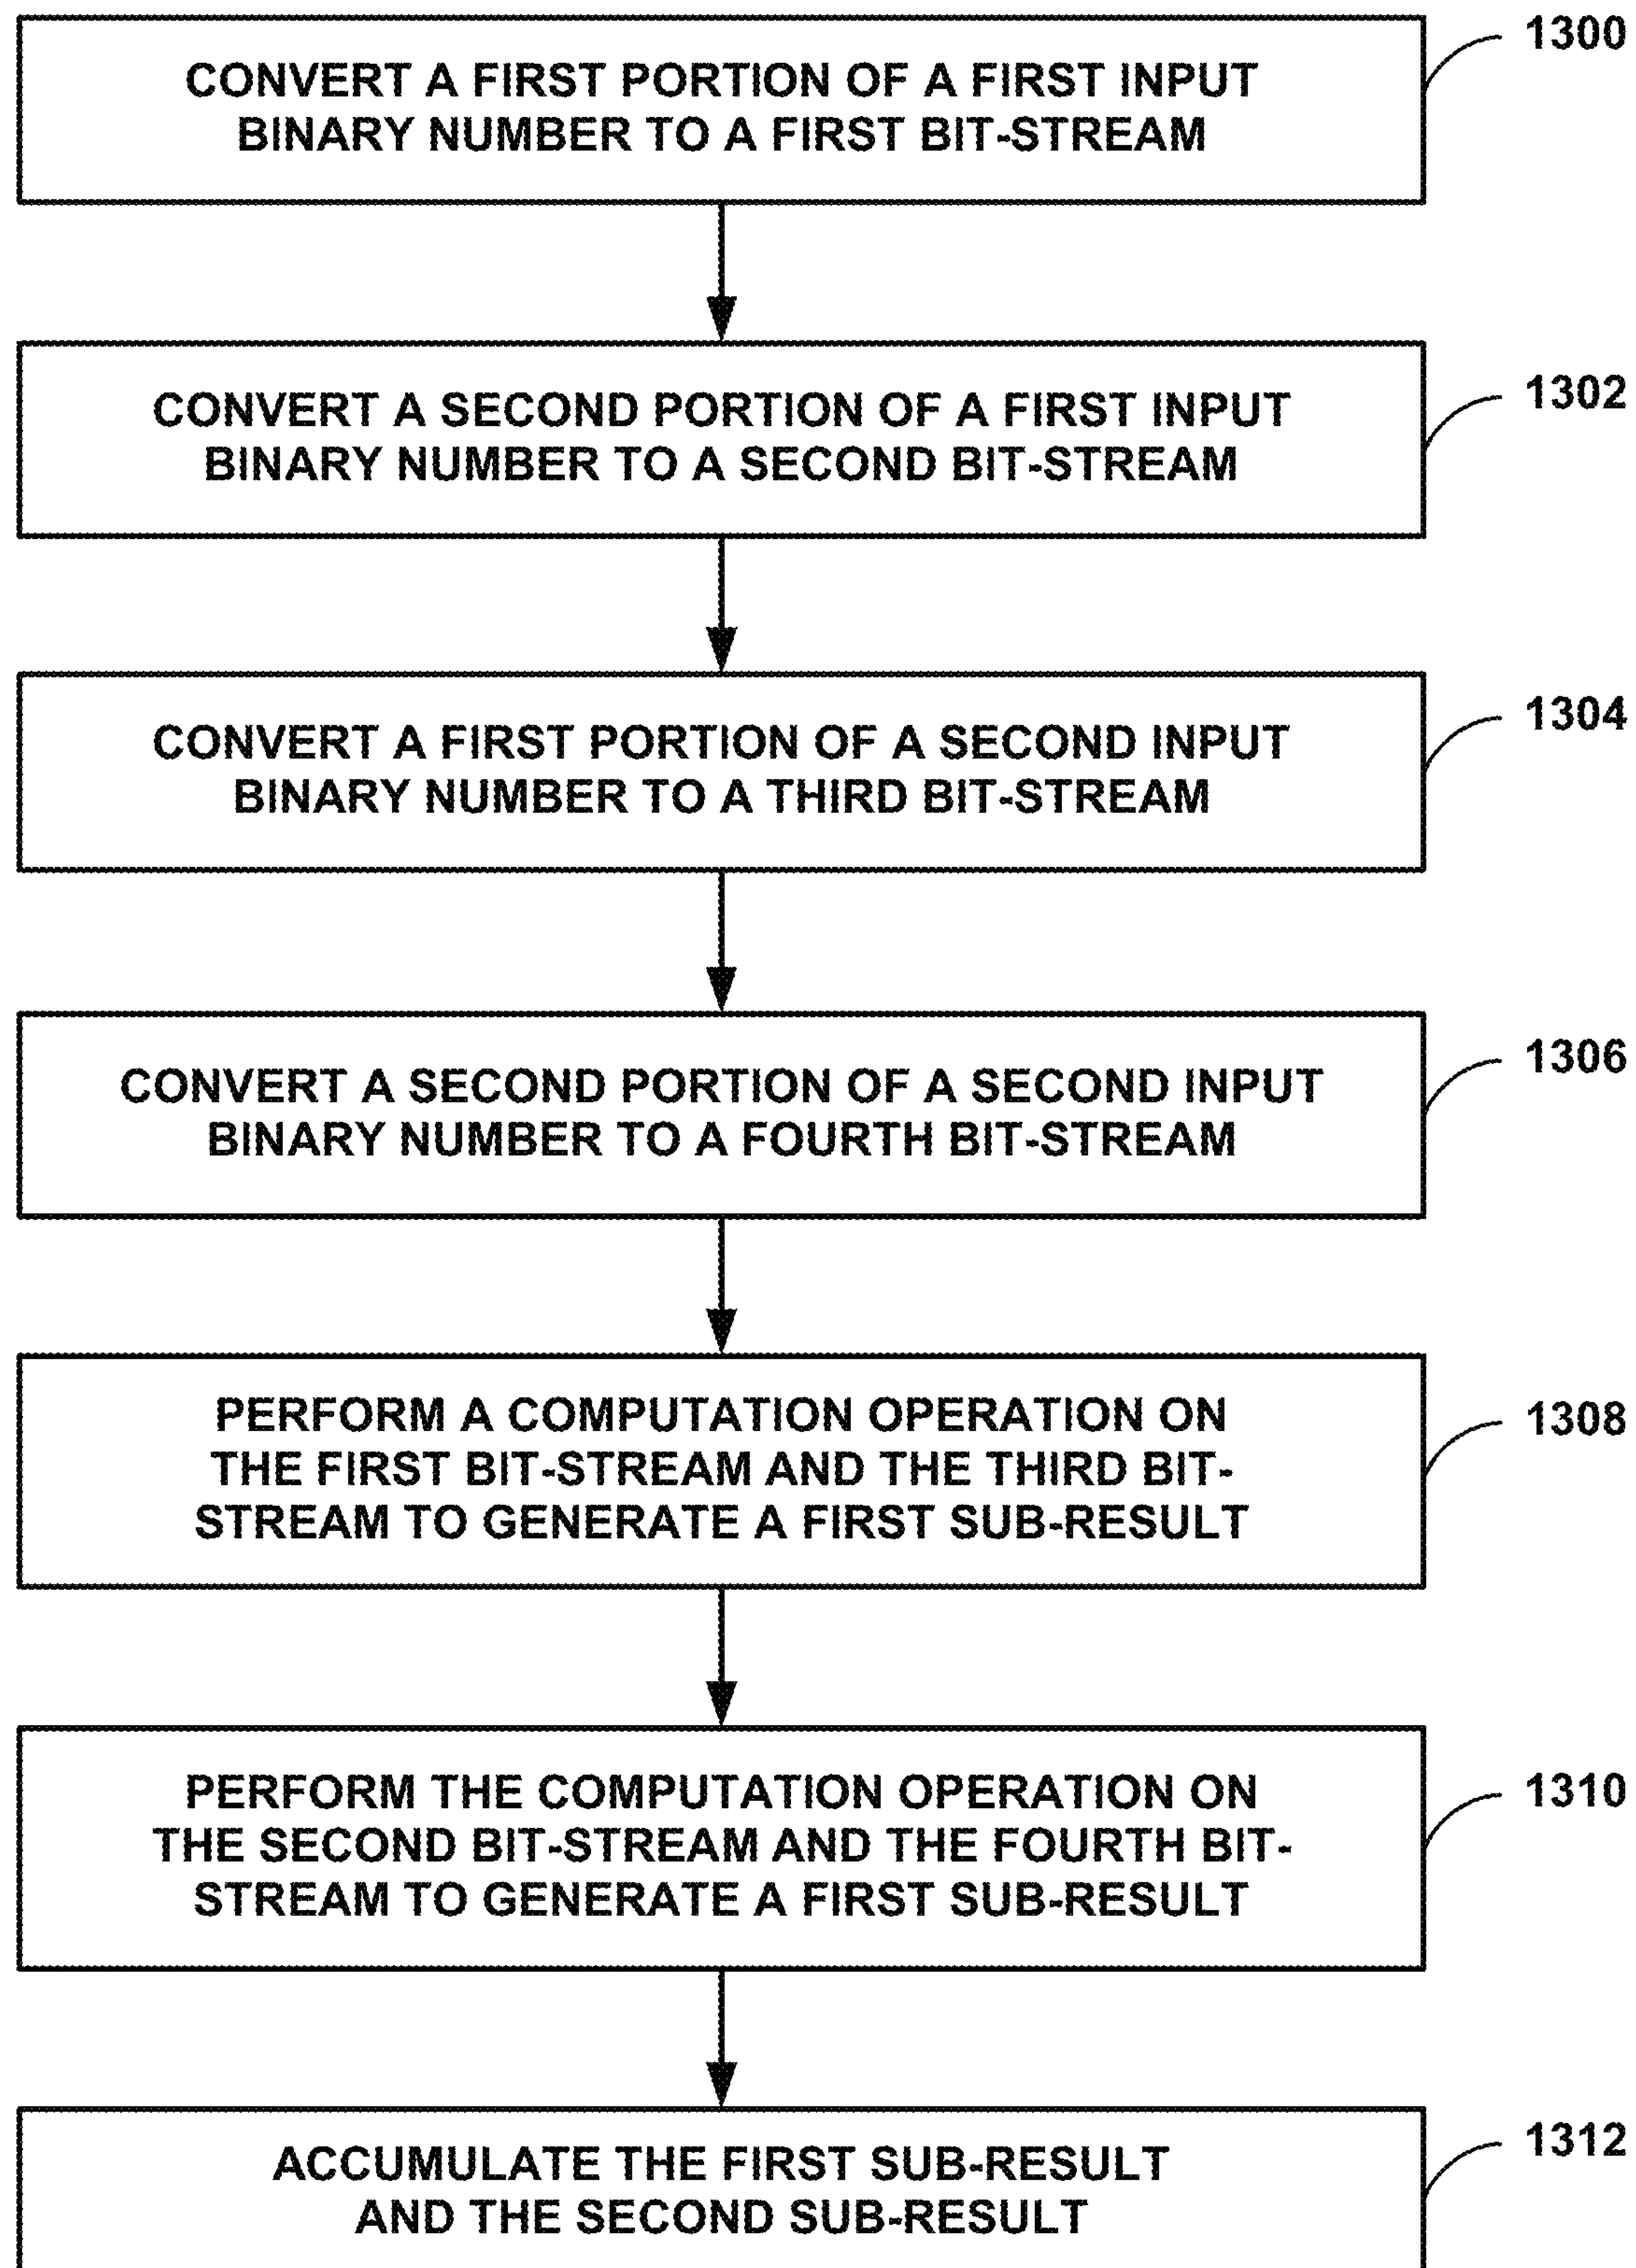 1300
CONVERT A FIRST PORTION OF A FIRST INPUT
BINARY NUMBER TO A FIRST BIT-STREAM
1302
CONVERT A SECOND PORTION OF A FIRST INPUT
BINARY NUMBER TO A SECOND BIT-STREAM
1304
CONVERT A FIRST PORTION OF A SECOND INPUT
BINARY NUMBER TO A THIRD BIT-STREAM
1306
CONVERT A SECOND PORTION OF A SECOND INPUT
BINARY NUMBER TO A FOURTH BIT-STREAM
1308
PERFORM A COMPUTATION OPERATION ON
THE FIRST BIT-STREAM AND THE THIRD BIT-
STREAM TO GENERATE A FIRST SUB-RESULT
1310
PERFORM THE COMPUTATION OPERATION ON
THE SECOND BIT-STREAM AND THE FOURTH BIT-
STREAM TO GENERATE A FIRST SUB-RESULT
1312
ACCUMULATE THE FIRST SUB-RESULT
AND THE SECOND SUB-RESULT